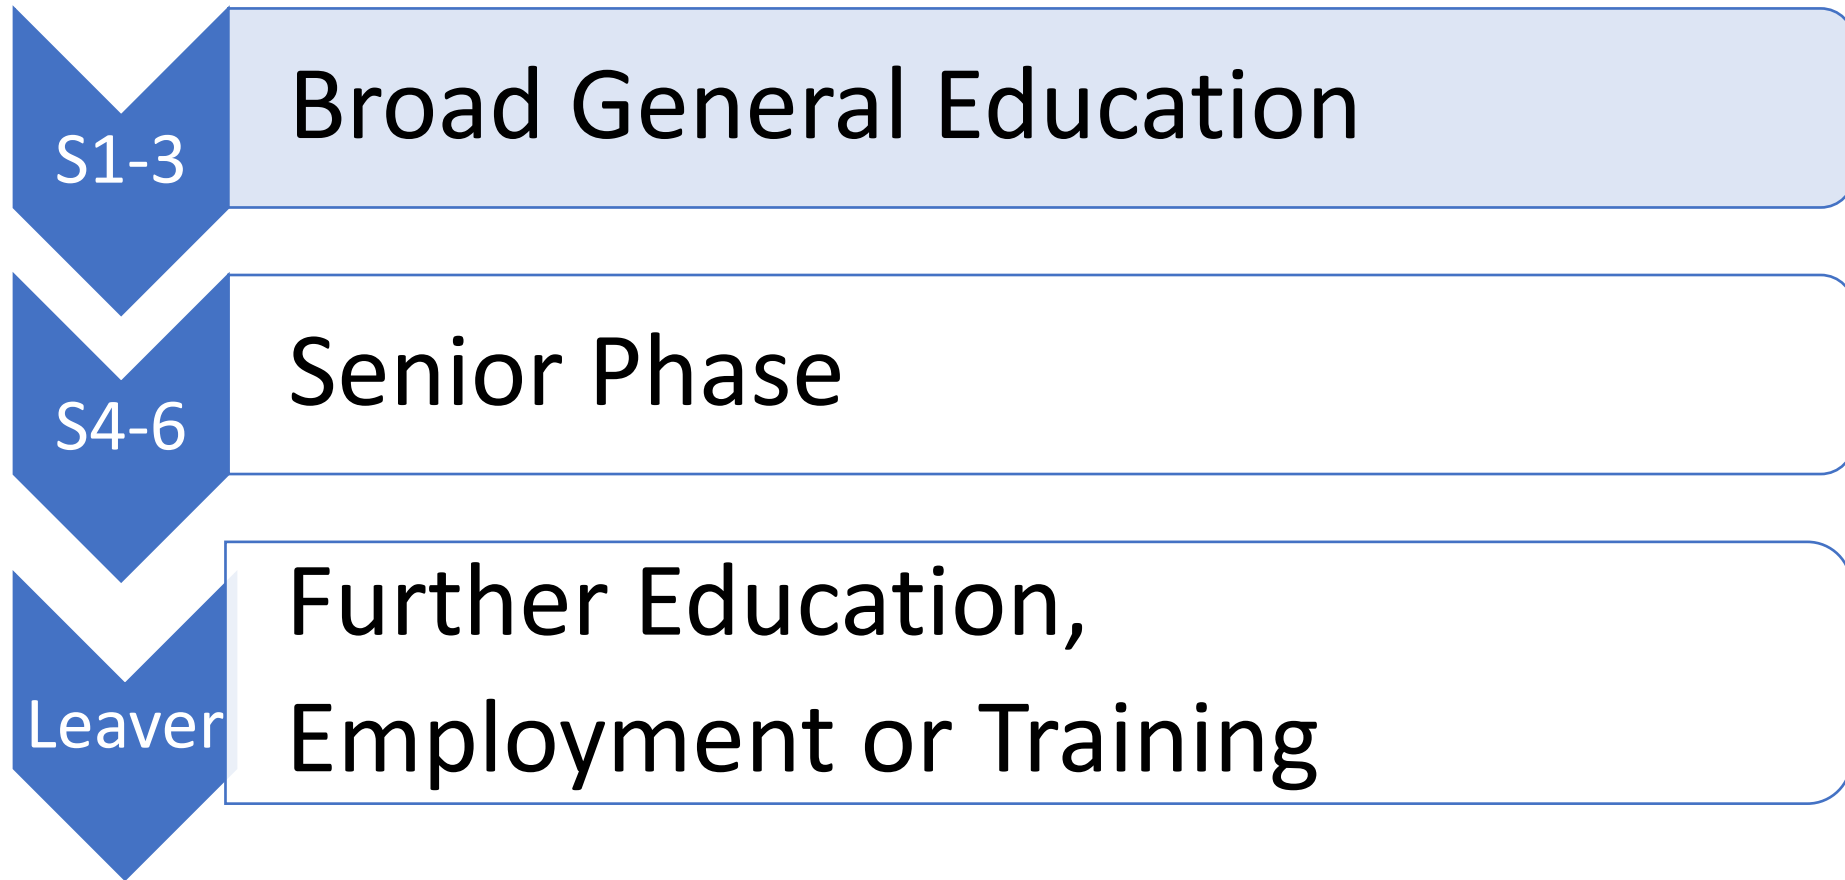 S1-3
Broad General Education
S4-6
Senior Phase
Leaver
Further Education,
Employment or Training